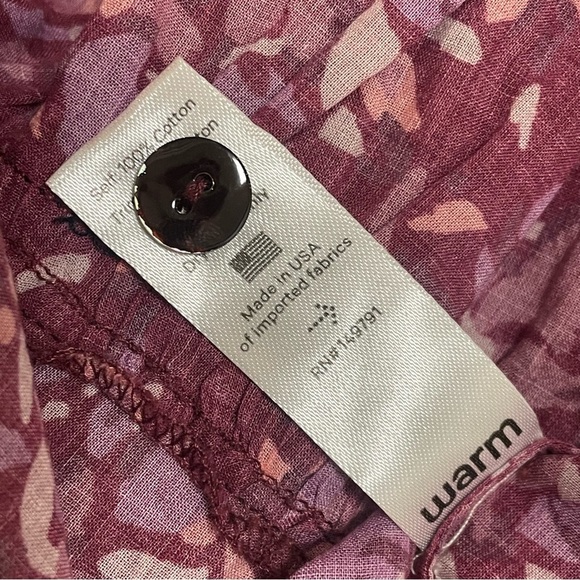 Self: 100% Cotton
Made in USA
of imported fabrics
RN# 149791
warm